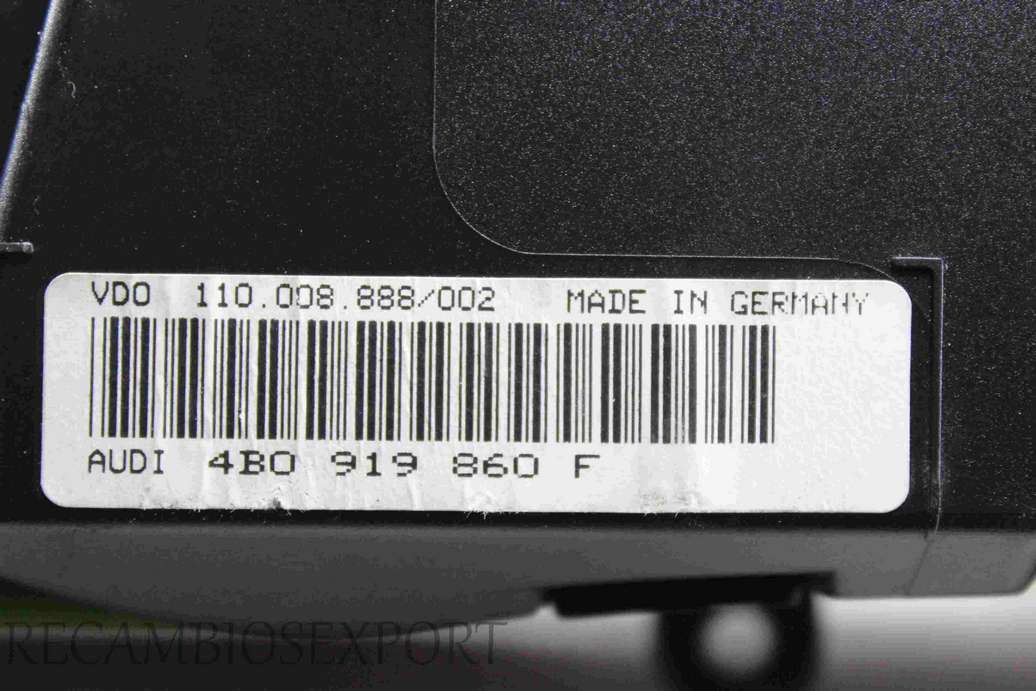 VDO 110.008.888/002 MADE IN GERMANY
AUDI 4B0 919 860 F
RECAMBIOSEXPORT